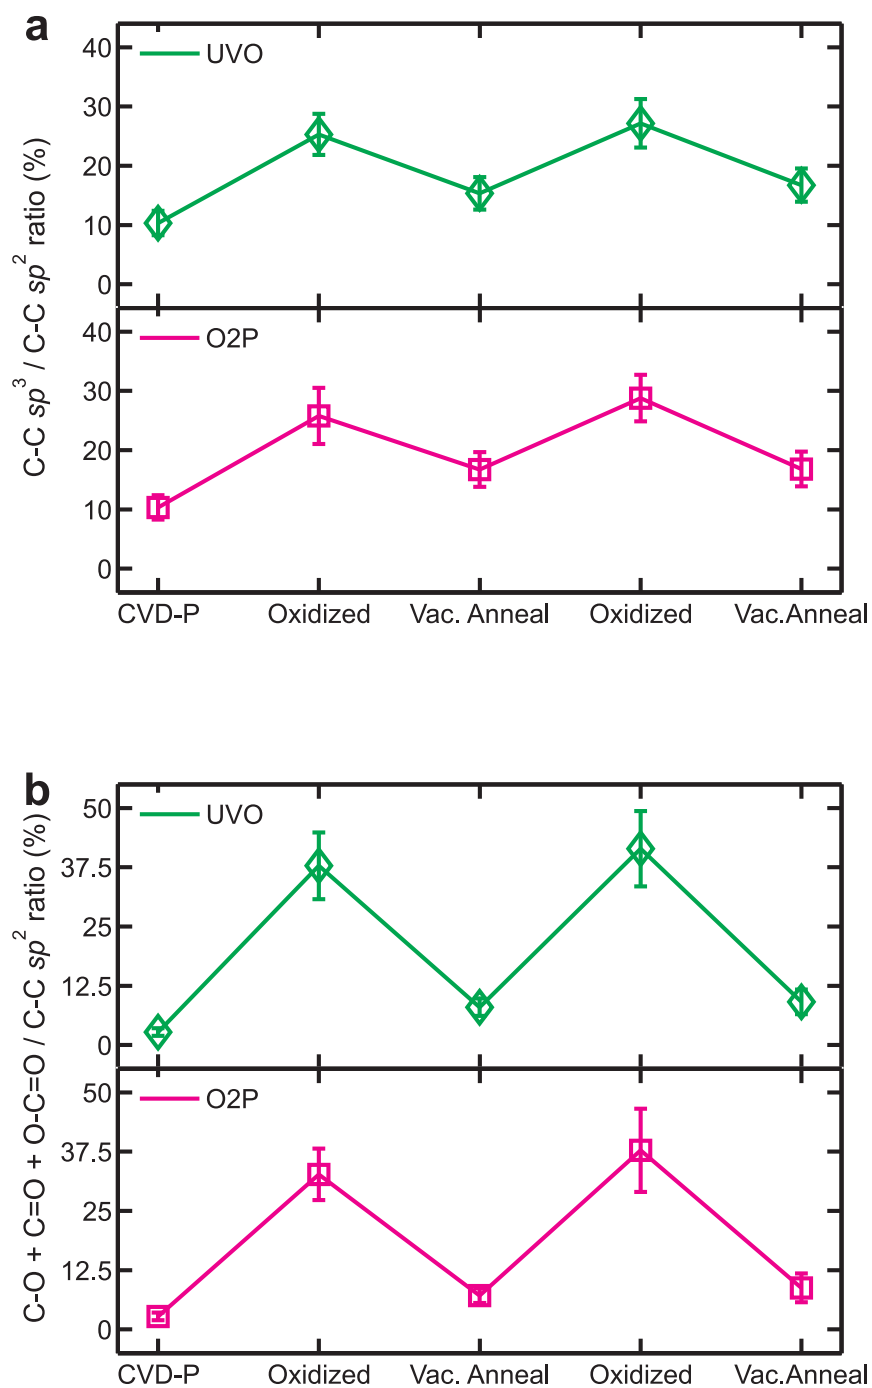 a
UVO
40
30
20
10
0
O2P
40
30
20
10
0
C-C sp³ / C-C sp² ratio (%)
CVD-P Oxidized Vac. Anneal Oxidized Vac.Anneal
b
UVO
50
37.5
25
12.5
0
O2P
50
37.5
25
12.5
0
C-O + C=O + O-C=O / C-C sp² ratio (%)
CVD-P Oxidized Vac. Anneal Oxidized Vac.Anneal